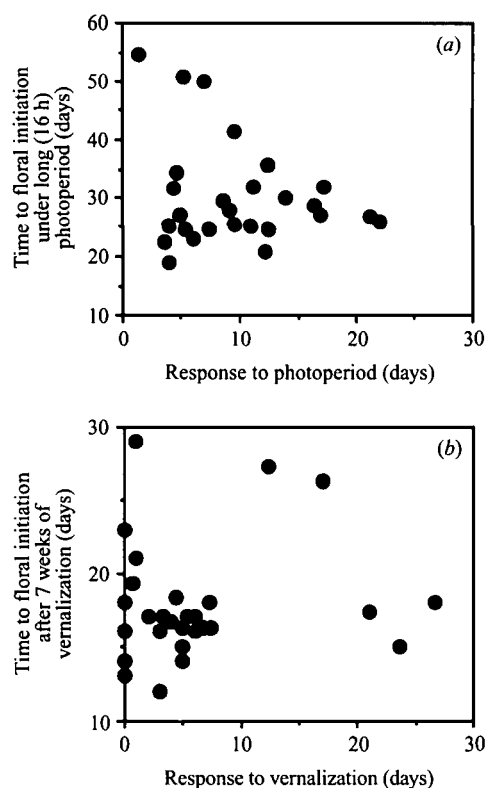 (a)
Time to floral initiation
under long (16 h)
photoperiod (days)
60
50
40
30
20
10
0
10
20
30
Response to photoperiod (days)
(b)
Time to floral initiation
after 7 weeks of
vernalization (days)
30
20
10
0
10
20
30
Response to vernalization (days)